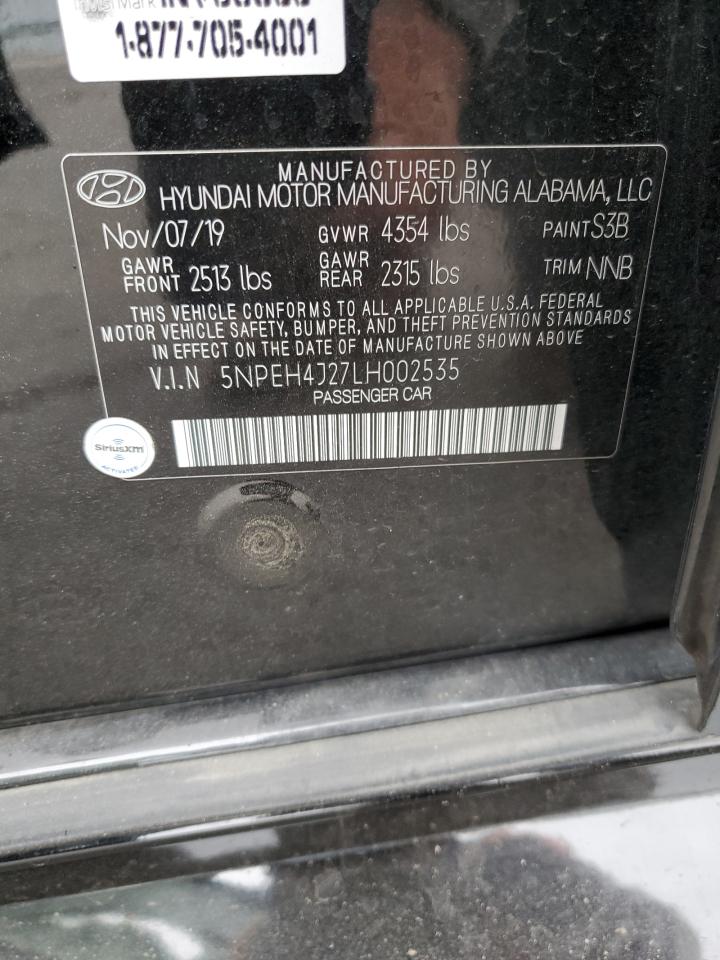 Mark
1-877-705-4001
MANUFACTURED BY
HYUNDAI MOTOR MANUFACTURING ALABAMA, LLC
Nov/07/19 GVWR 4354 lbs PAINT S3B
GAWR FRONT 2513 lbs GAWR REAR 2315 lbs TRIM NNB
THIS VEHICLE CONFORMS TO ALL APPLICABLE U.S.A. FEDERAL
MOTOR VEHICLE SAFETY, BUMPER, AND THEFT PREVENTION STANDARDS
IN EFFECT ON THE DATE OF MANUFACTURE SHOWN ABOVE
V.I.N 5NPEH4J27LH002535
PASSENGER CAR
SiriusXM
ACTIVATED